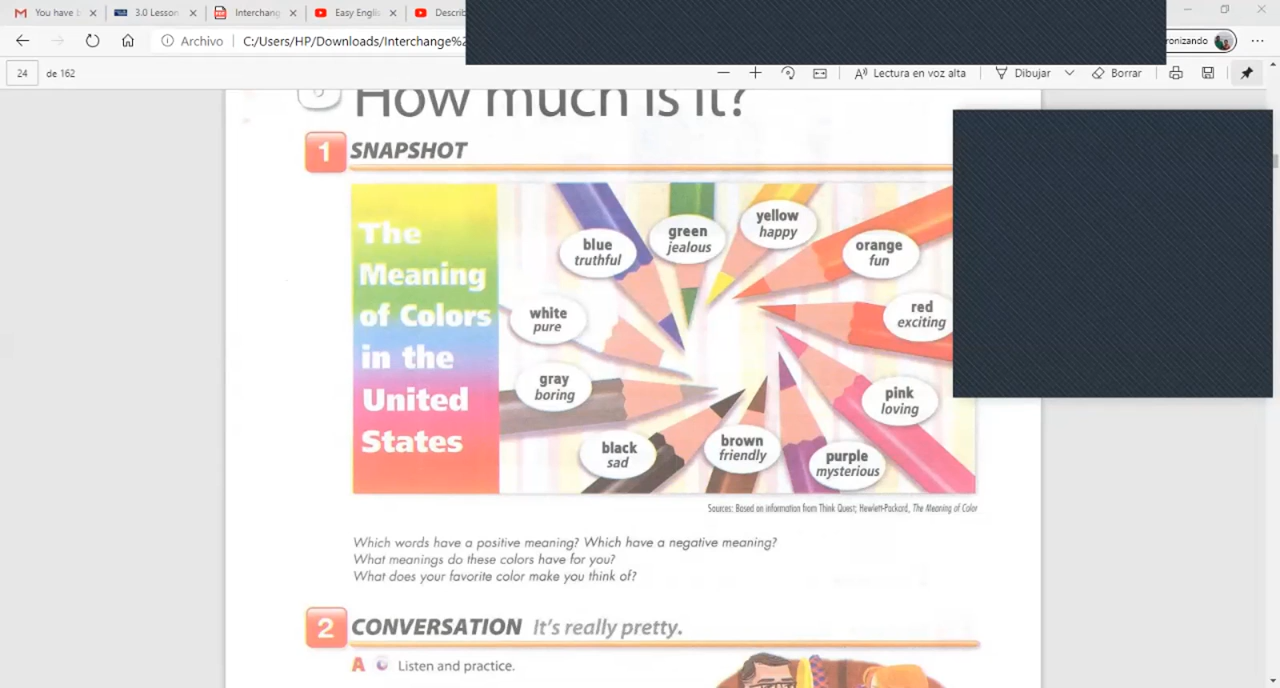 You have b
3.0 Lesson
Interchang
Easy Englis
Describ
Archivo
C:/Users/HP/Downloads/Interchange%2
ronizando
24
de 162
Lectura en voz alta
Dibujar
Borrar
How much is it?
1 SNAPSHOT
The
Meaning
of Colors
in the
United
States
blue
truthful
green
jealous
yellow
happy
orange
fun
white
pure
red
exciting
gray
boring
pink
loving
black
sad
brown
friendly
purple
mysterious
Sources: Based on information from Think Quest; Hewlett-Packard, The Meaning of Color
Which words have a positive meaning? Which have a negative meaning?
What meanings do these colors have for you?
What does your favorite color make you think of?
2 CONVERSATION It's really pretty.
A Listen and practice.